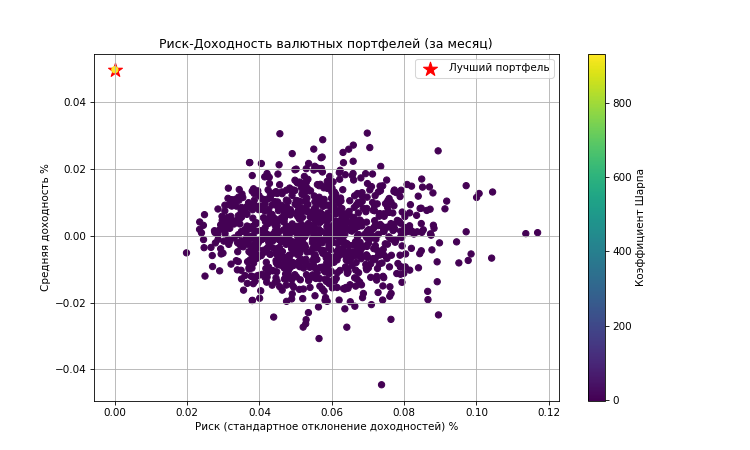 Риск-Доходность валютных портфелей (за месяц)
Лучший портфель
0.04
0.02
0.00
−0.02
−0.04
Средняя доходность %
0.00 0.02 0.04 0.06 0.08 0.10 0.12
Риск (стандартное отклонение доходностей) %
800
600
400
200
0
Коэффициент Шарпа